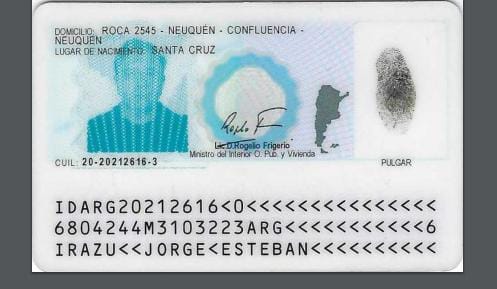 DOMICILIO: ROCA 2545 - NEUQUÉN - CONFLUENCIA -
NEUQUÉN
LUGAR DE NACIMIENTO: SANTA CRUZ
Lic.D.Rogelio Frigerio
Ministro del Interior O. Pub. y Vivienda
CUIL: 20-20212616-3
PULGAR
IDARG20212616<0<<<<<<<<<<<<<<<
6804244M3103223ARG<<<<<<<<<<<6
IRAZU<<JORGE<ESTEBAN<<<<<<<<<<